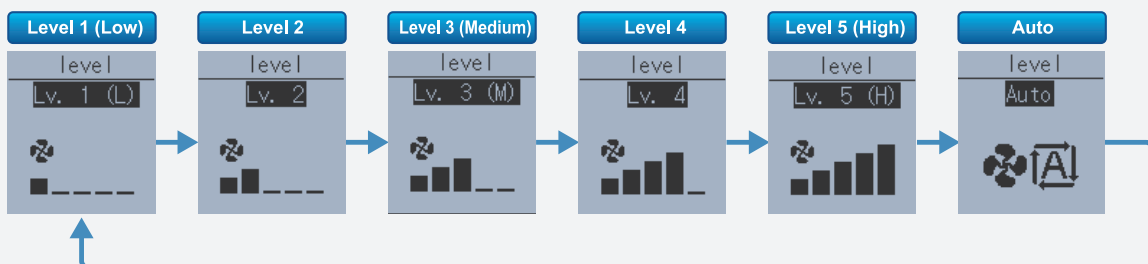 Level 1 (Low)
Level 2
Level 3 (Medium)
Level 4
Level 5 (High)
Auto
level
level
level
level
level
level
Lv. 1 (L)
Lv. 2
Lv. 3 (M)
Lv. 4
Lv. 5 (H)
Auto
A